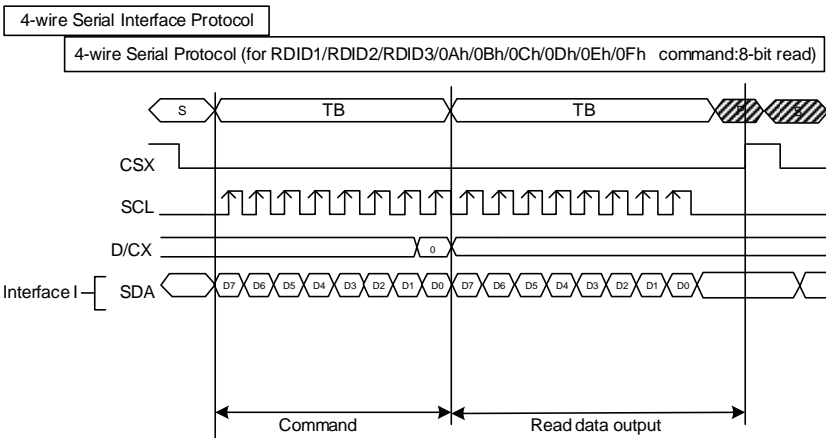 4-wire Serial Interface Protocol
4-wire Serial Protocol (for RDID1/RDID2/RDID3/0Ah/0Bh/0Ch/0Dh/0Eh/0Fh command:8-bit read)
S TB TB P S
CSX
SCL
D/CX 0
Interface I SDA D7 D6 D5 D4 D3 D2 D1 D0 D7 D6 D5 D4 D3 D2 D1 D0
Command Read data output